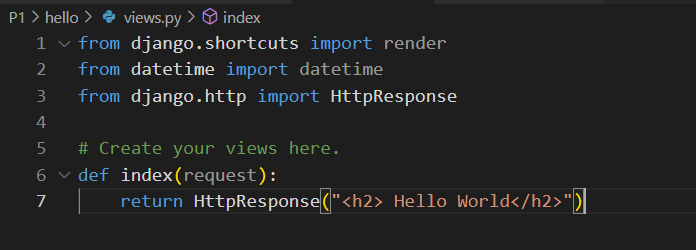 P1 > hello > views.py > index
1 from django.shortcuts import render
2 from datetime import datetime
3 from django.http import HttpResponse
4
5 # Create your views here.
6 def index(request):
7 return HttpResponse("<h2> Hello World</h2>")